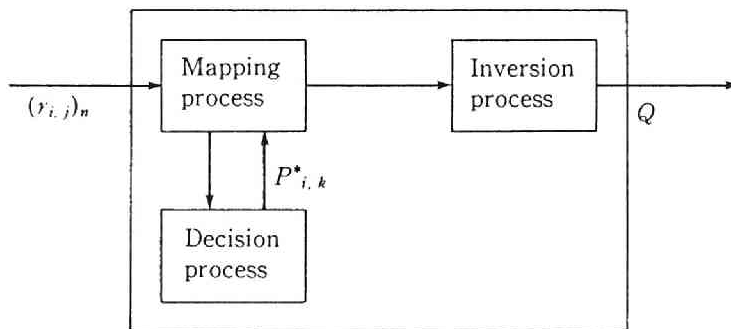 Mapping
process
Inversion
process
(r_{i, j})_n
Q
P^*_{i, k}
Decision
process